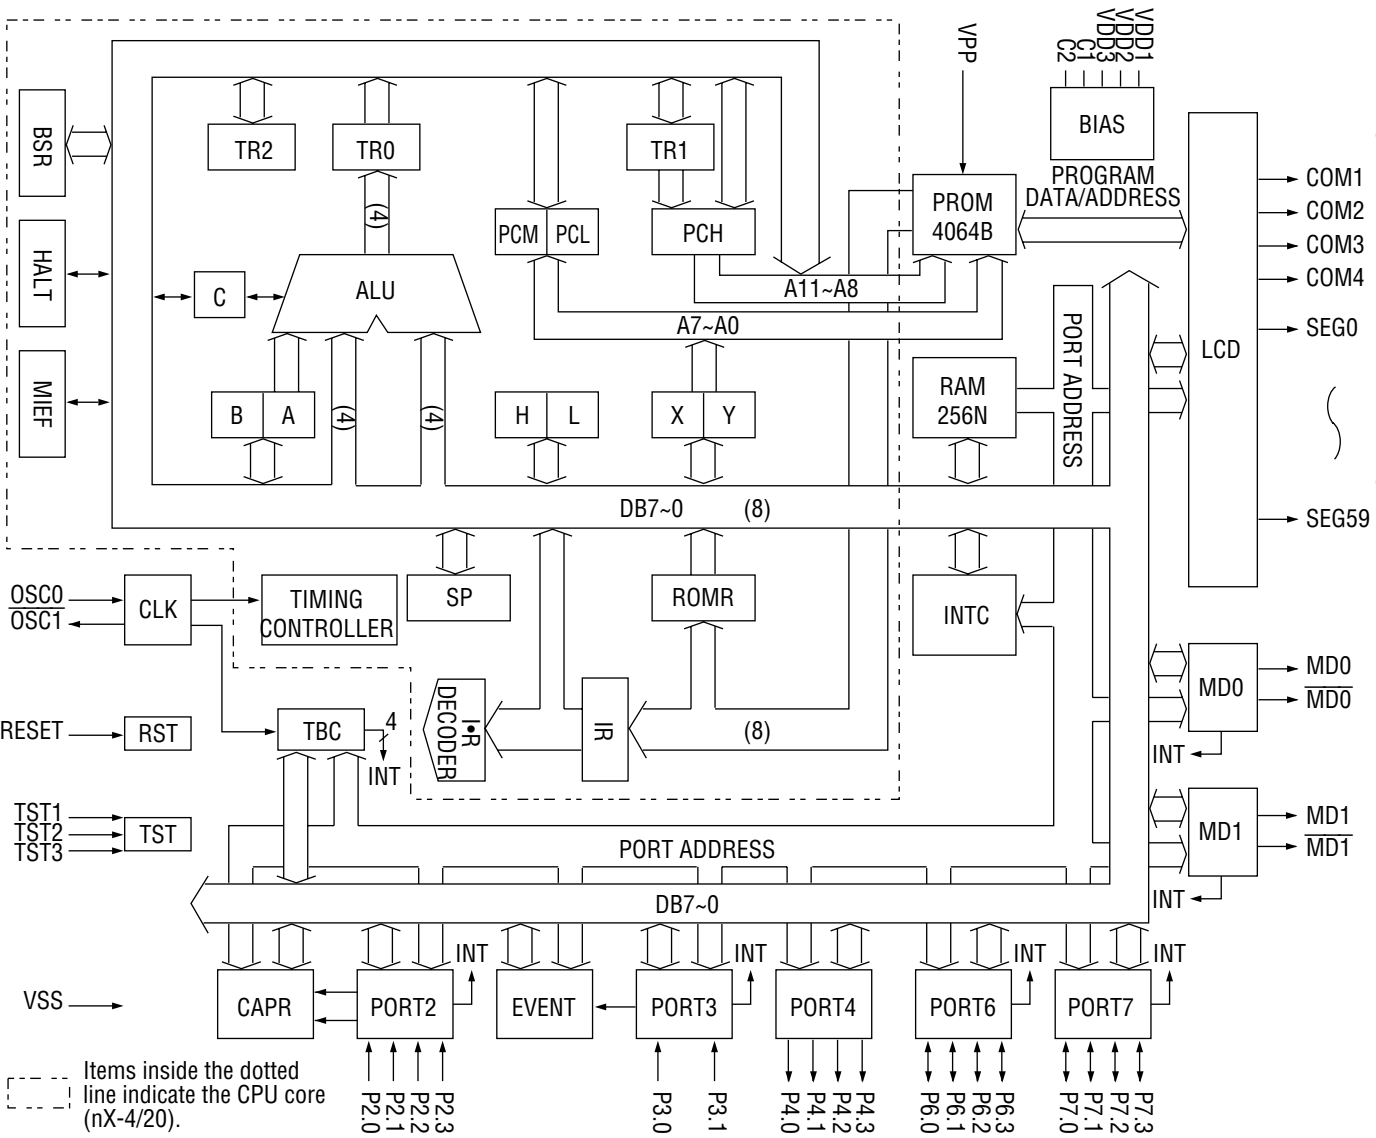 VPP
C2
C1
VDD3
VDD2
VDD1
BIAS
BSR
TR2
TR0
TR1
PROGRAM
DATA/ADDRESS
PROM
4064B
COM1
COM2
COM3
COM4
SEG0
SEG59
LCD
(4)
PCM
PCL
PCH
HALT
C
ALU
A11~A8
A7~A0
PORT ADDRESS
MIEF
B
A
(4)
(4)
H
L
X
Y
RAM
256N
DB7~0
(8)
OSC0
OSC1
CLK
TIMING
CONTROLLER
SP
ROMR
INTC
RESET
RST
TBC
4
INT
I•R
DECODER
IR
(8)
MD0
MD0
MD0
INT
TST1
TST2
TST3
TST
MD1
MD1
MD1
INT
PORT ADDRESS
DB7~0
INT
INT
INT
INT
VSS
CAPR
PORT2
EVENT
PORT3
PORT4
PORT6
PORT7
P2.0
P2.1
P2.2
P2.3
P3.0
P3.1
P4.0
P4.1
P4.2
P4.3
P6.0
P6.1
P6.2
P6.3
P7.0
P7.1
P7.2
P7.3
Items inside the dotted
line indicate the CPU core
(nX-4/20).